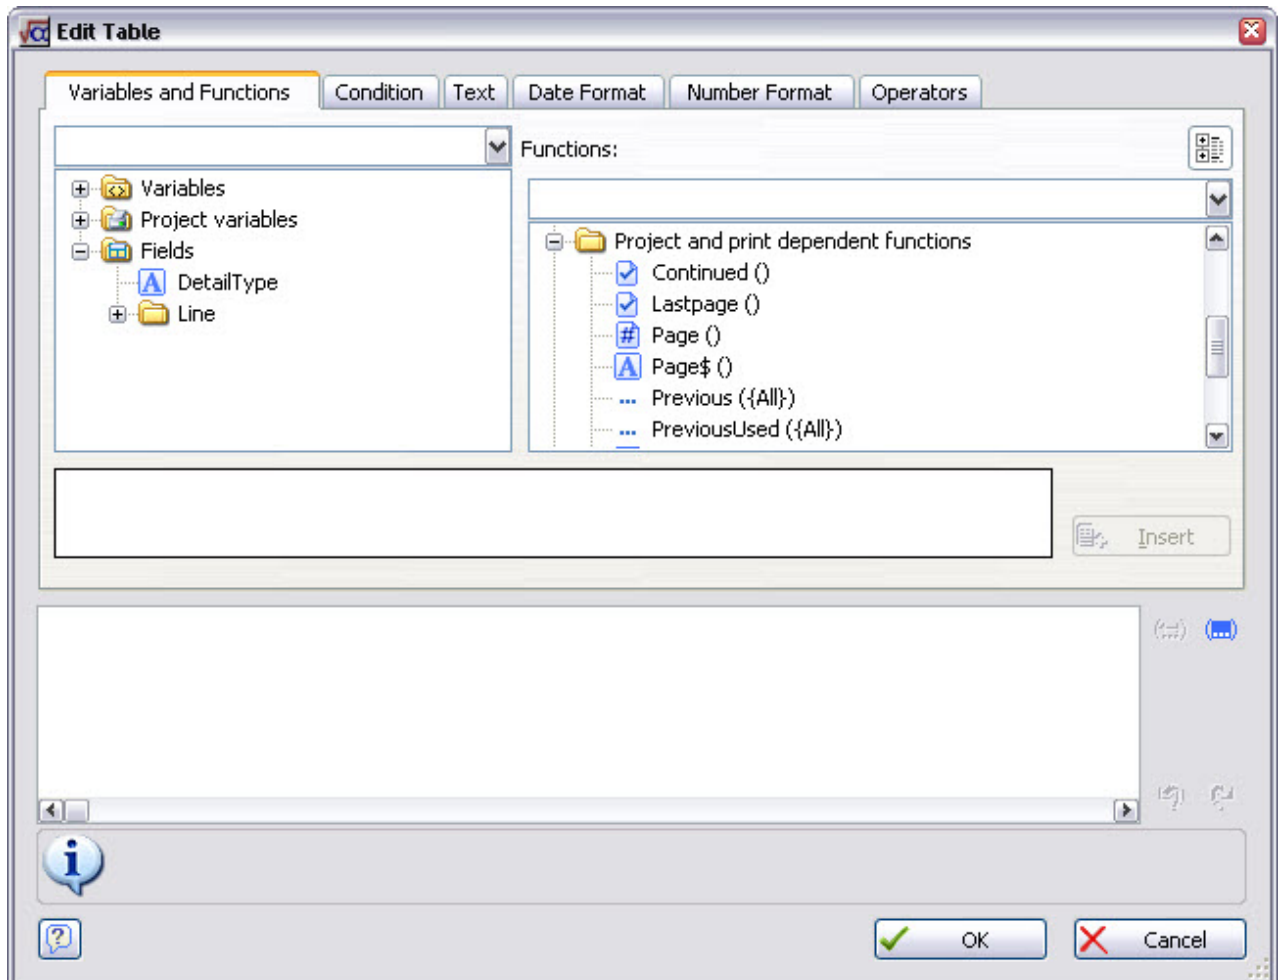 Edit Table
Variables and Functions
Condition
Text
Date Format
Number Format
Operators
Functions:
Variables
Project variables
Fields
DetailType
Line
Project and print dependent functions
Continued ()
Lastpage ()
Page ()
Page$ ()
Previous ({All})
PreviousUsed ({All})
Insert
OK
Cancel